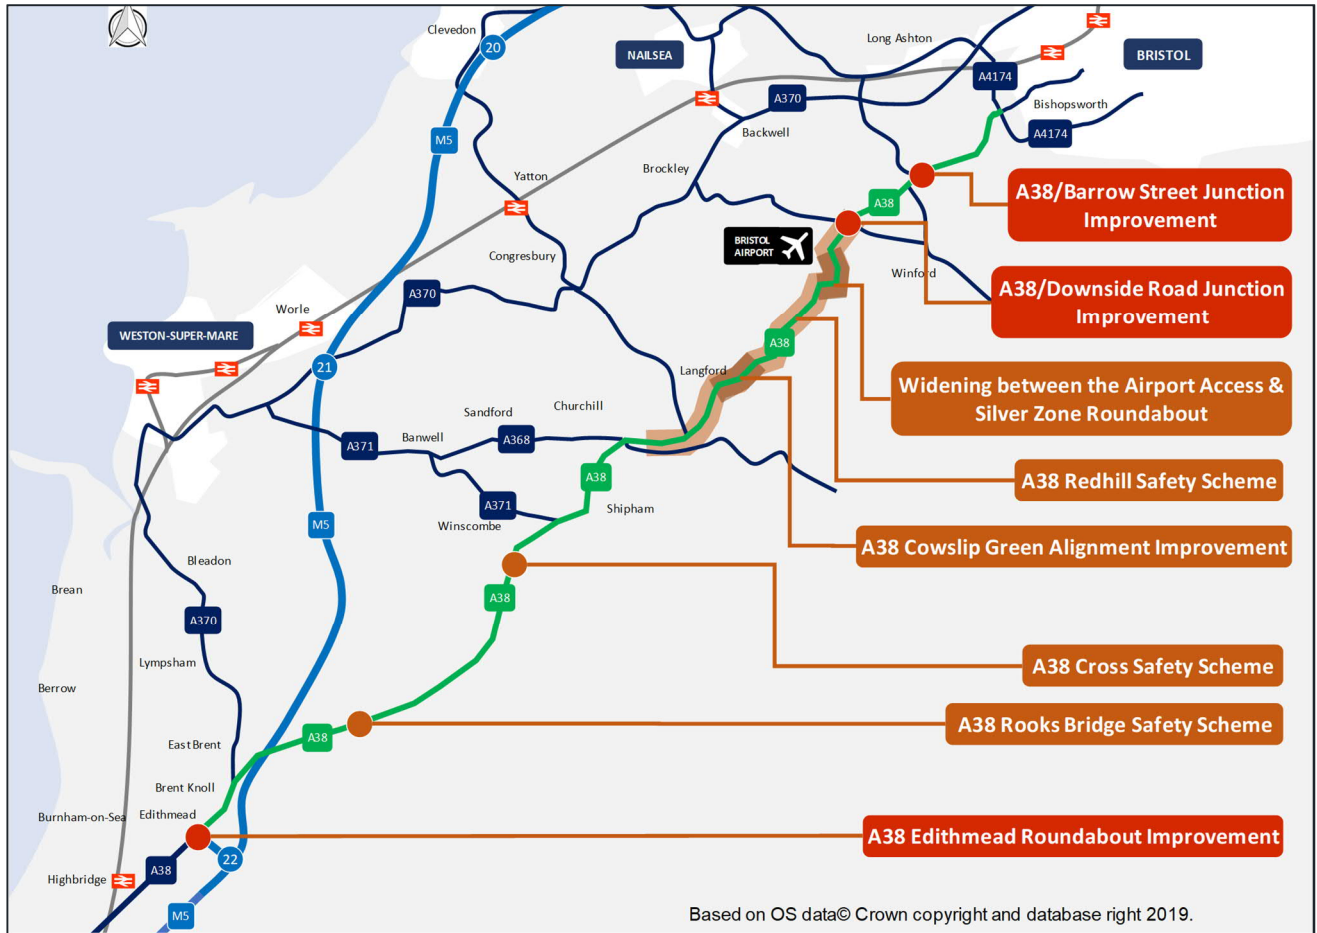 Clevedon
20
NAILSEA
Long Ashton
BRISTOL
A4174
M5
A370
Backwell
Bishopsworth
A4174
Brockley
Yatton
A38/Barrow Street Junction
Improvement
A38
BRISTOL
AIRPORT
Congresbury
Winford
A38/Downside Road Junction
Improvement
A370
Worle
WESTON-SUPER-MARE
A38
21
Langford
Widening between the Airport Access &
Silver Zone Roundabout
Sandford
Churchill
A371
Banwell
A368
A38
A38 Redhill Safety Scheme
A371
Shipham
Winscombe
M5
A38 Cowslip Green Alignment Improvement
Bleadon
Brean
A38
A370
Lympsham
A38 Cross Safety Scheme
Berrow
A38 Rooks Bridge Safety Scheme
A38
East Brent
Brent Knoll
Burnham-on-Sea
Edithmead
A38 Edithmead Roundabout Improvement
22
A38
Highbridge
M5
Based on OS data© Crown copyright and database right 2019.